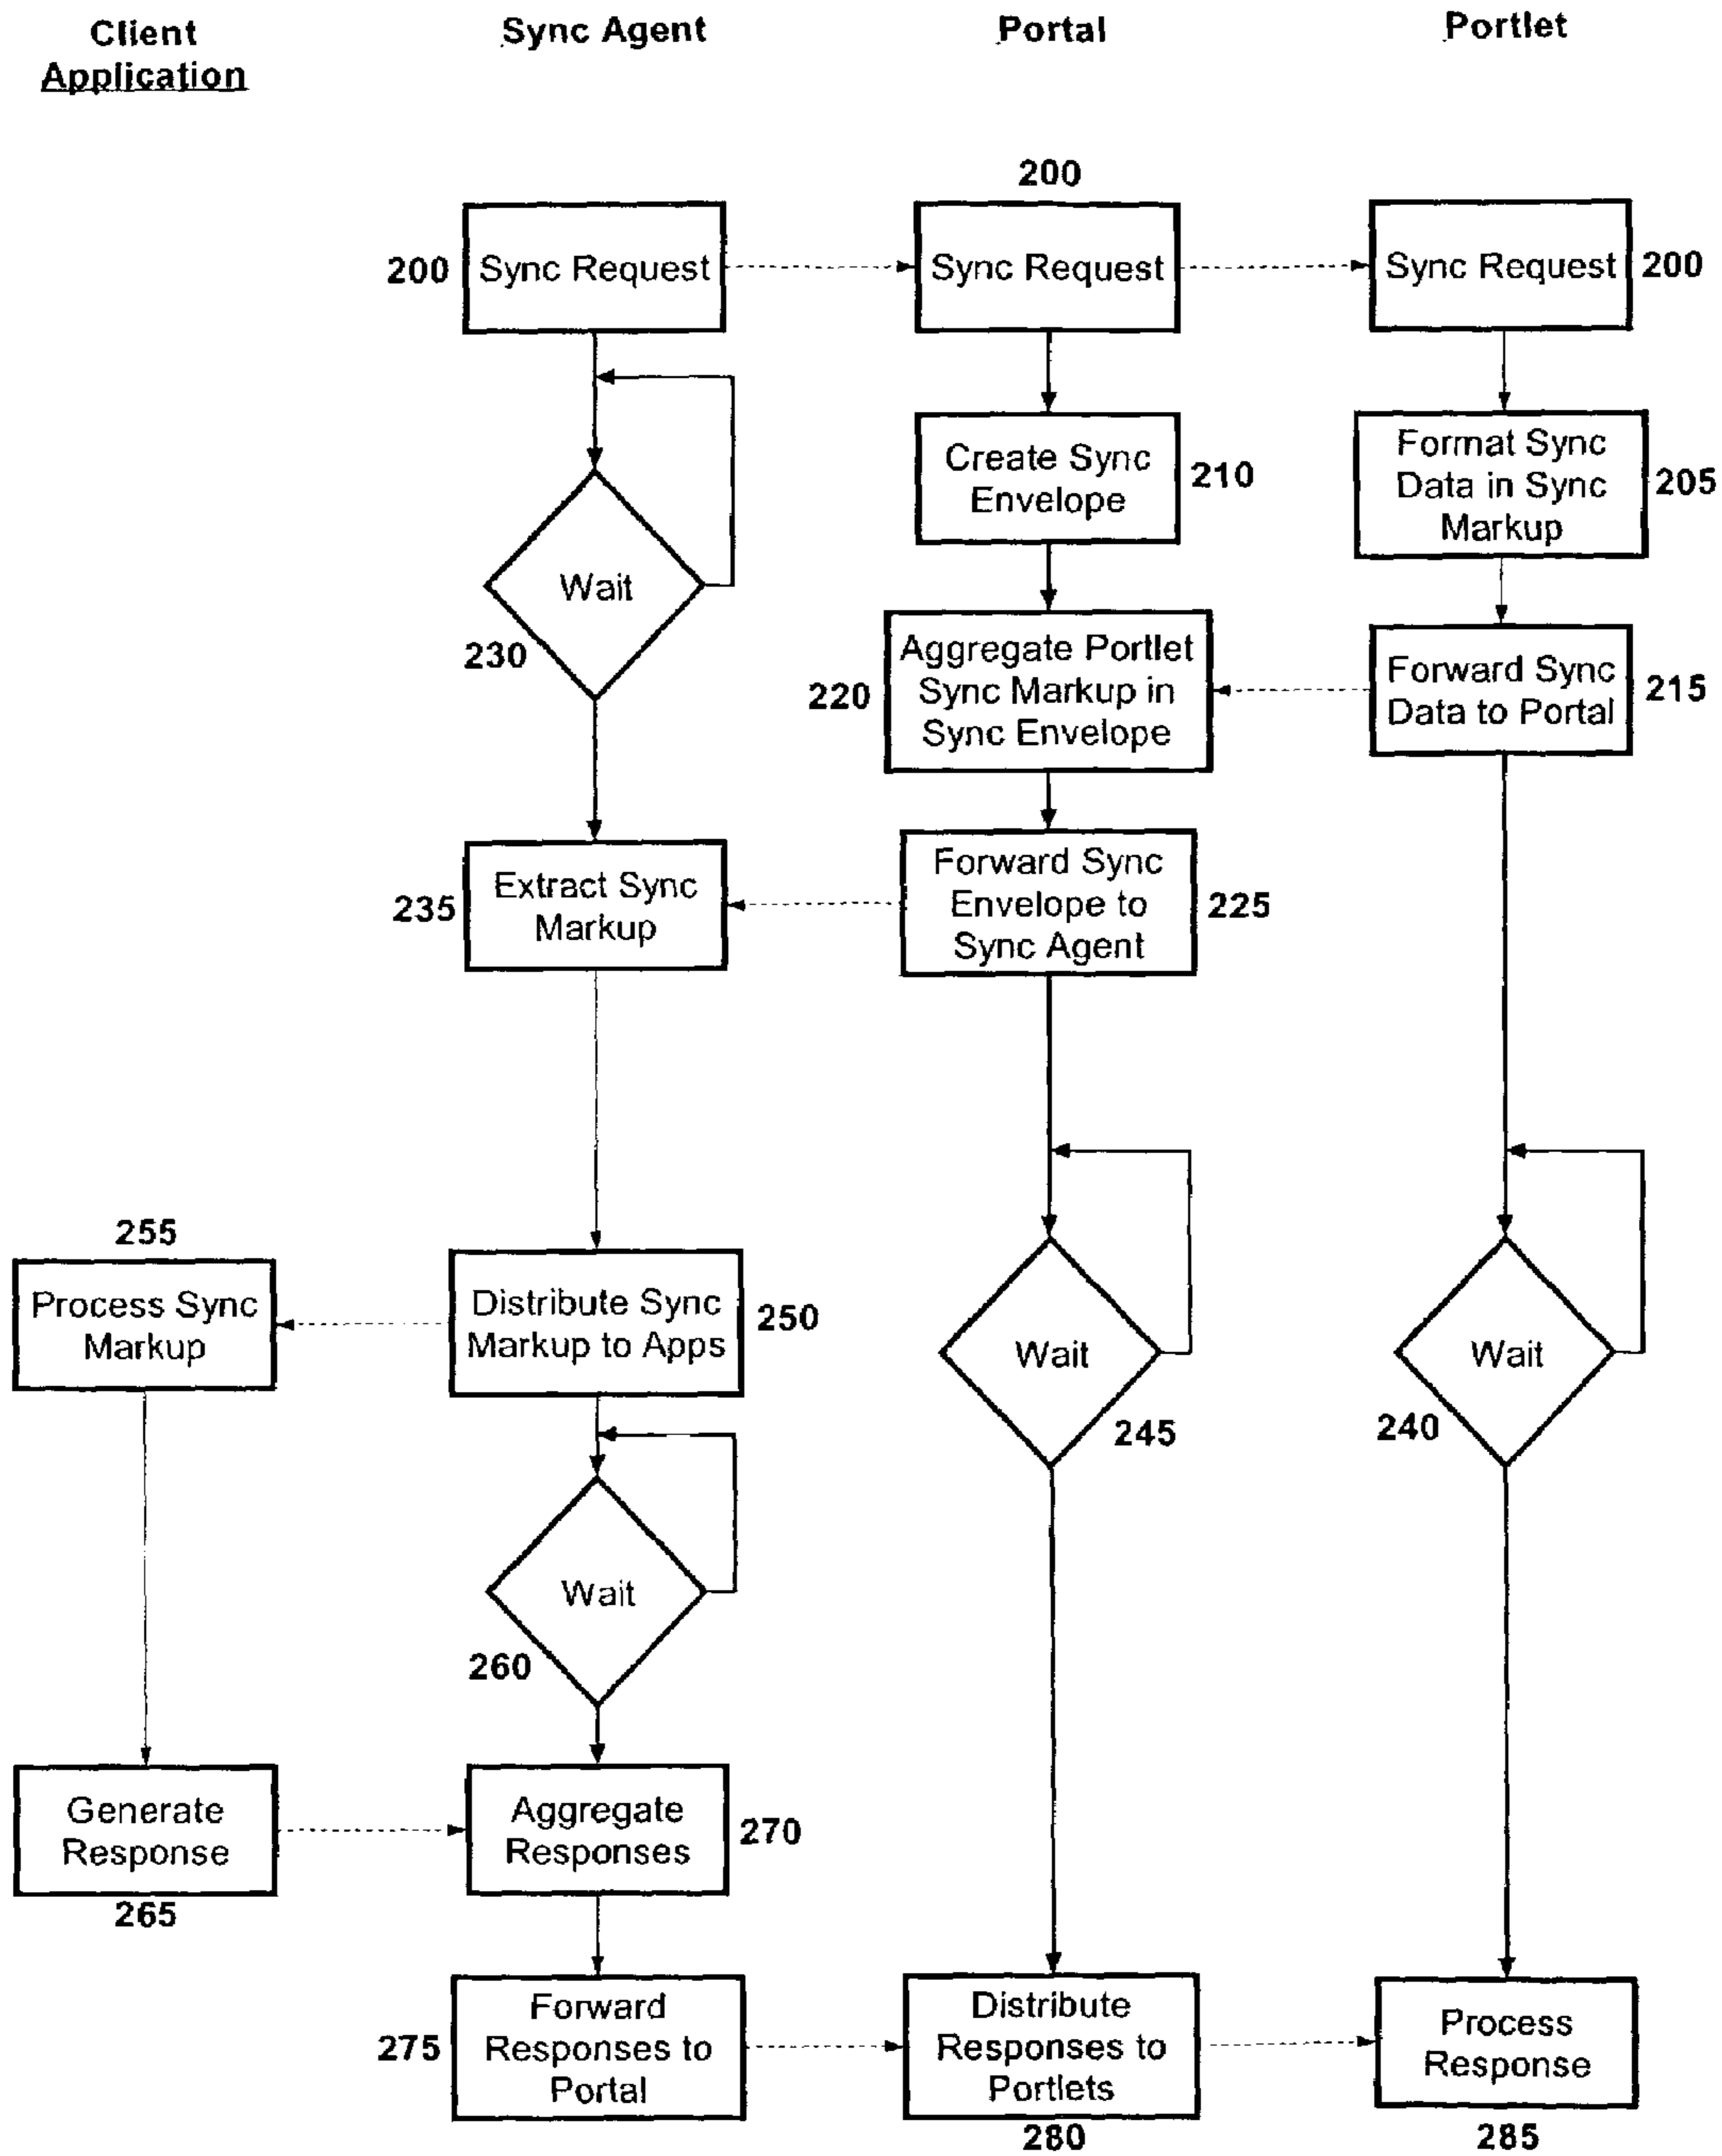 Client
Application
Sync Agent
Portal
Portlet
200
200
Sync Request
Sync Request
Sync Request
200
Create Sync
Envelope
210
Format Sync
Data in Sync
Markup
205
Wait
230
Aggregate Portlet
Sync Markup in
Sync Envelope
220
Forward Sync
Data to Portal
215
235
Extract Sync
Markup
Forward Sync
Envelope to
Sync Agent
225
255
Process Sync
Markup
Distribute Sync
Markup to Apps
250
Wait
245
Wait
240
Wait
260
Generate
Response
265
Aggregate
Responses
270
275
Forward
Responses to
Portal
Distribute
Responses to
Portlets
280
Process
Response
285